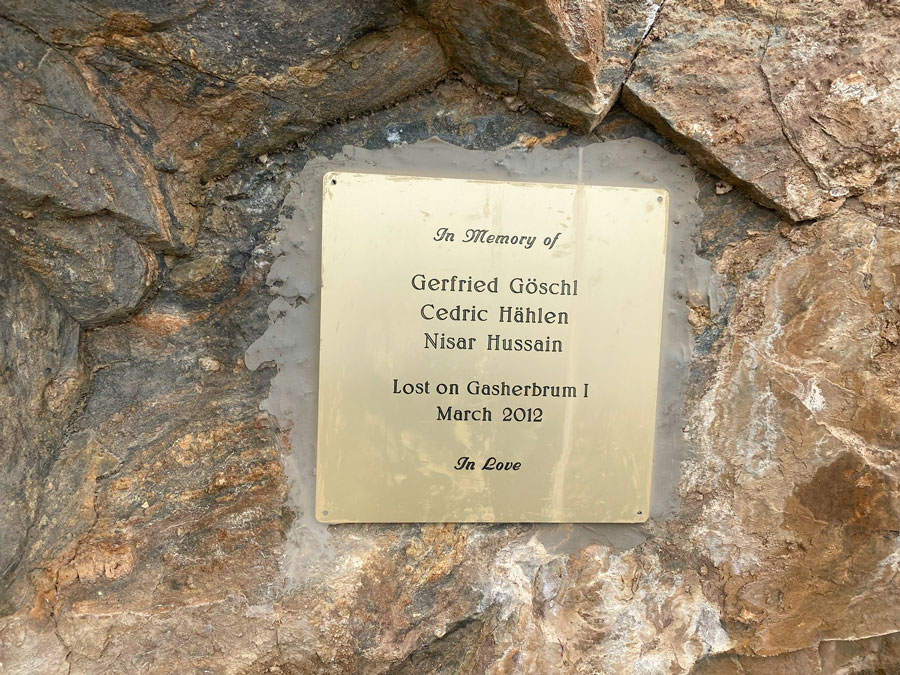 In Memory of
Gerfried Göschl
Cedric Hählen
Nisar Hussain
Lost on Gasherbrum I
March 2012
In Love